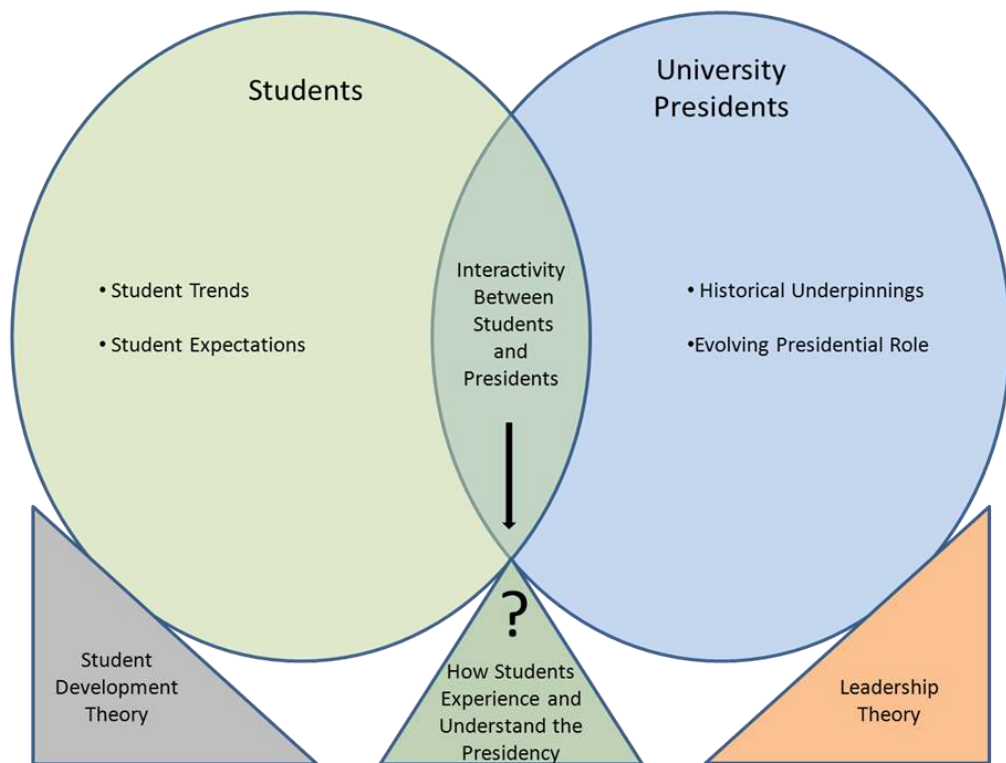 Students
University
Presidents
• Student Trends
• Student Expectations
Interactivity
Between
Students
and
Presidents
• Historical Underpinnings
•Evolving Presidential Role
Student
Development
Theory
?
How Students
Experience and
Understand the
Presidency
Leadership
Theory